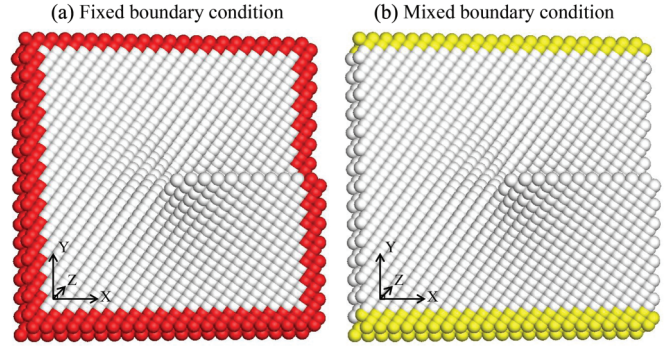 (a) Fixed boundary condition
(b) Mixed boundary condition
Y
Z
X
Y
Z
X